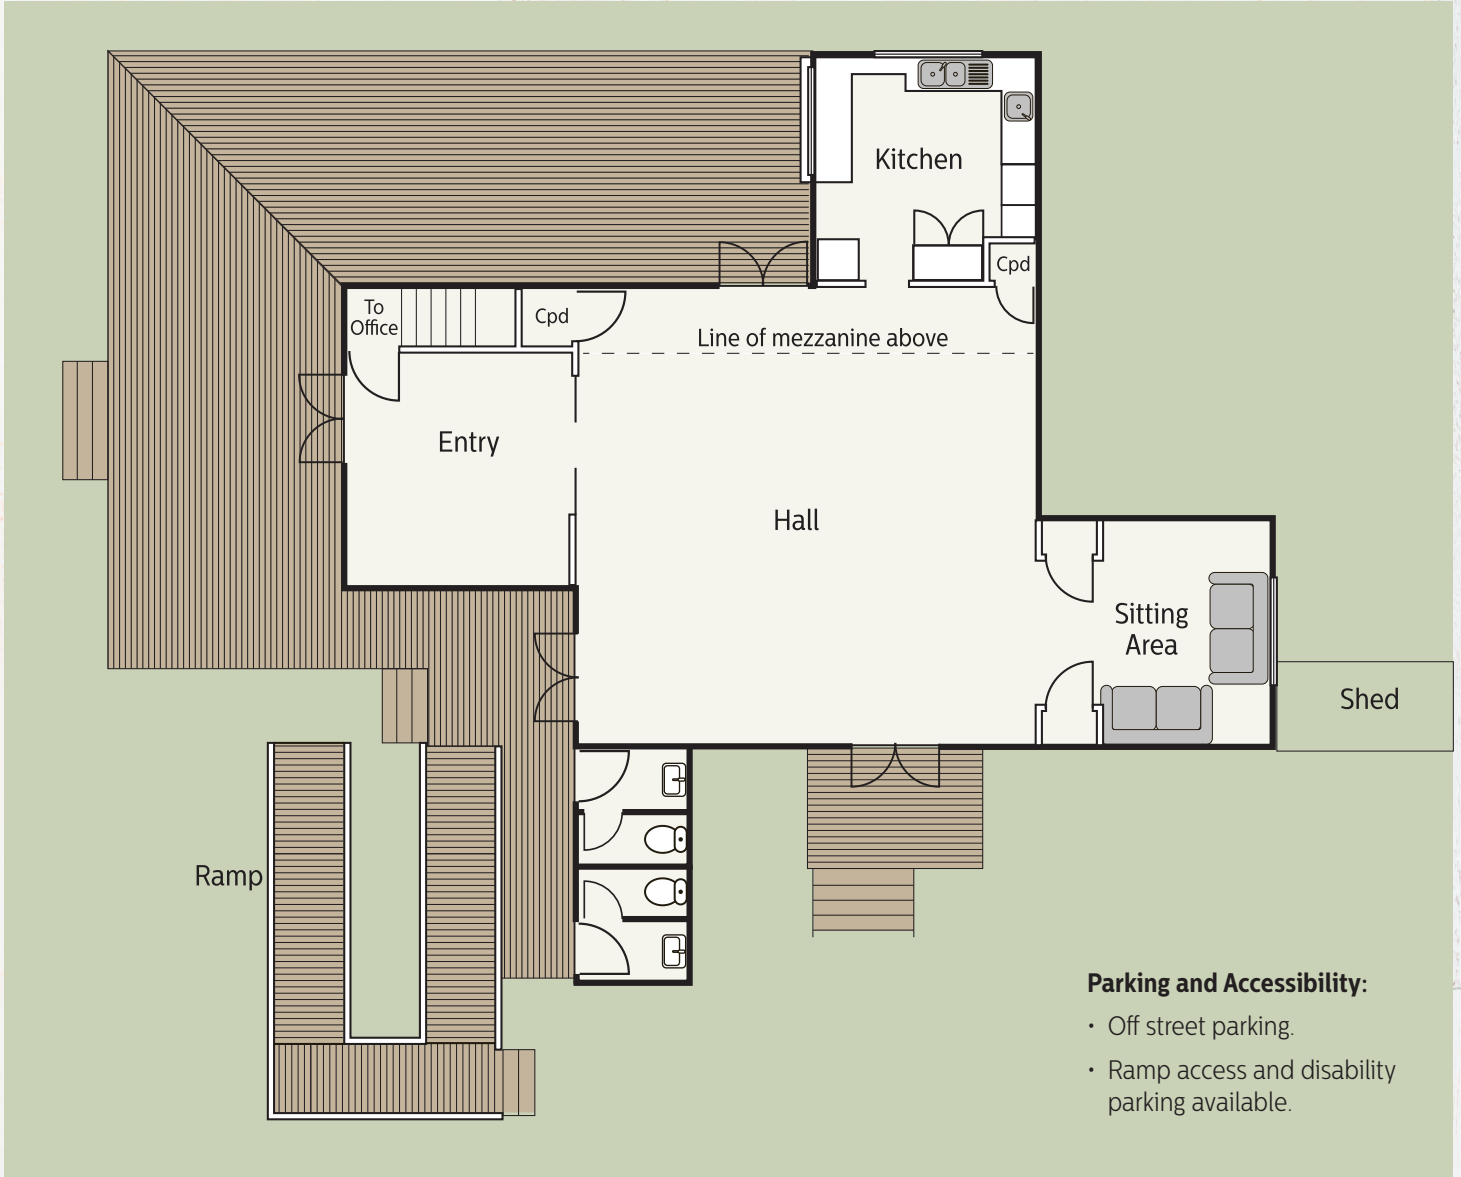 Kitchen
Cpd
To
Office
Cpd
Line of mezzanine above
Entry
Hall
Sitting
Area
Shed
Ramp
Parking and Accessibility:
• Off street parking.
• Ramp access and disability
parking available.